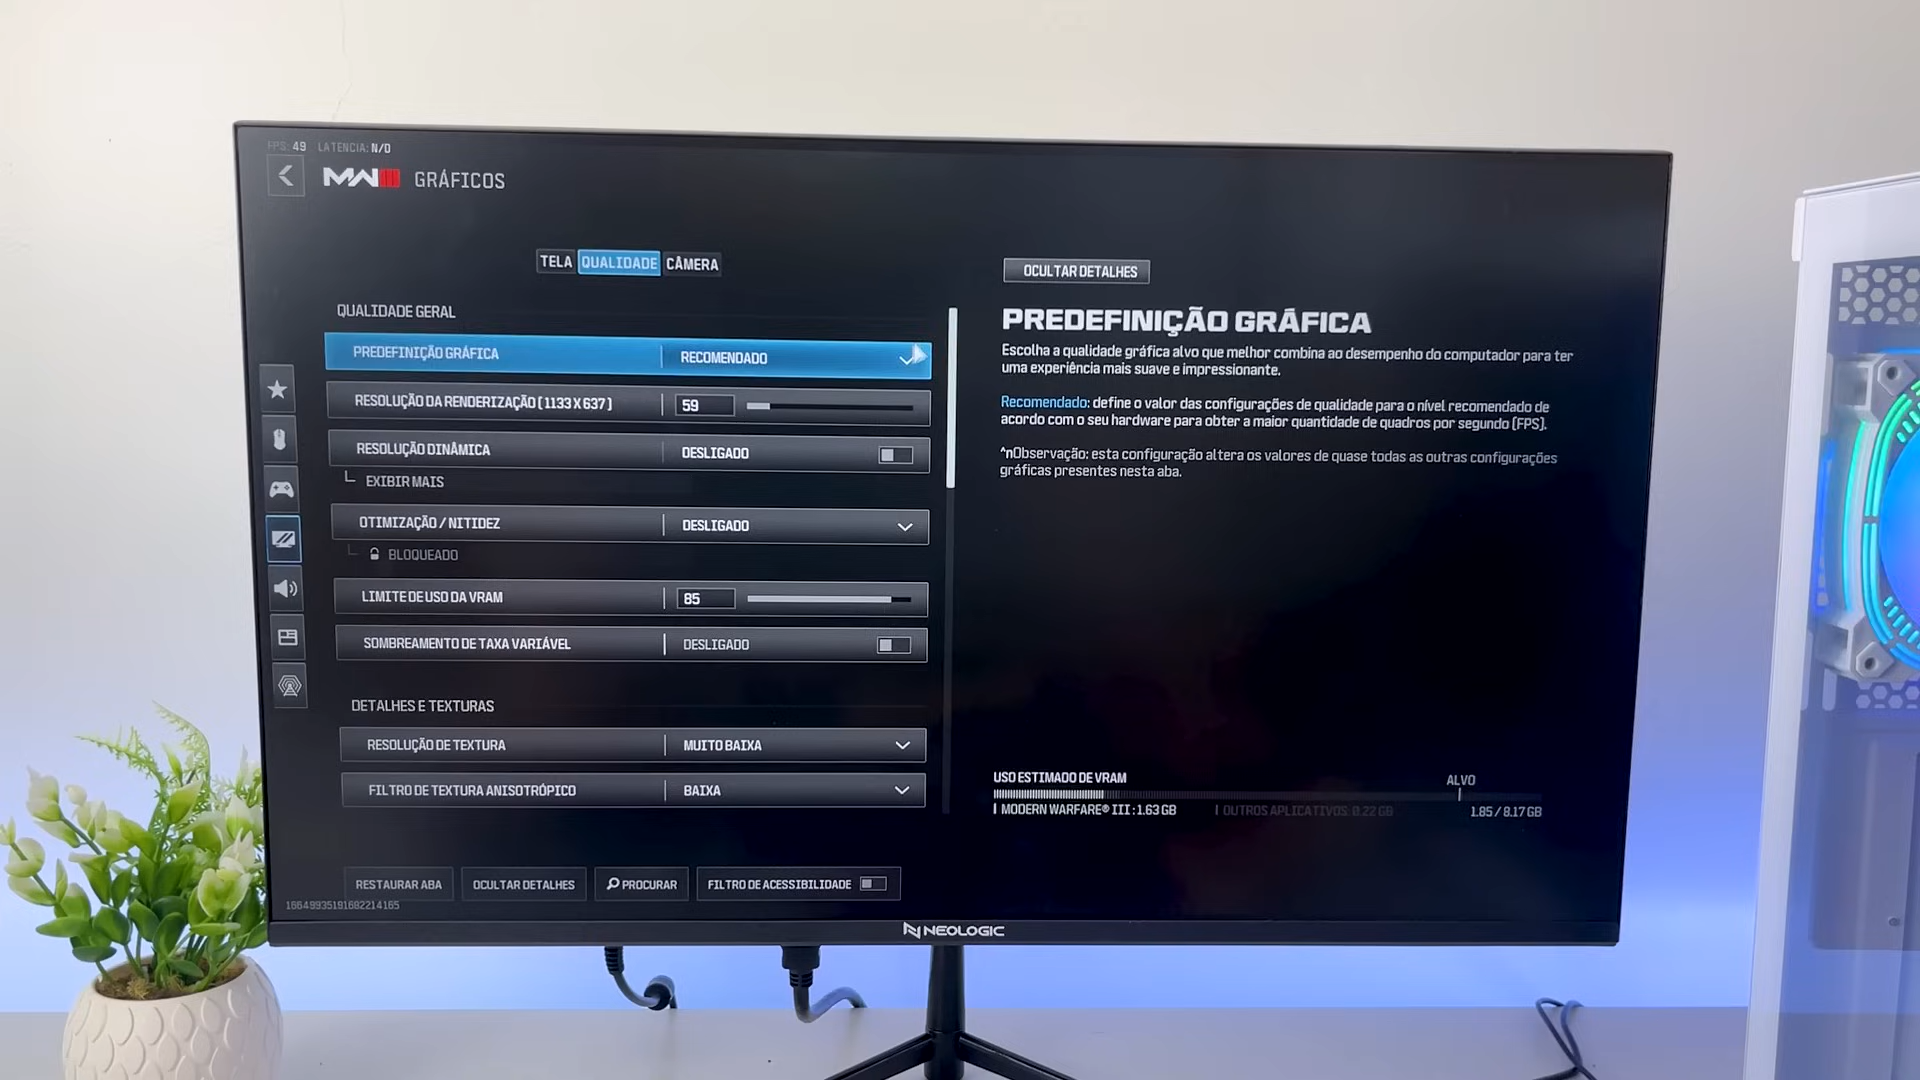 FPS: 49 LATENCIA: N/D
MWIII GRÁFICOS
TELA QUALIDADE CÂMERA
QUALIDADE GERAL
PREDEFINIÇÃO GRÁFICA RECOMENDADO
RESOLUÇÃO DA RENDERIZAÇÃO (1133 X 637) 59
RESOLUÇÃO DINÂMICA DESLIGADO
EXIBIR MAIS
OTIMIZAÇÃO / NITIDEZ DESLIGADO
BLOQUEADO
LIMITE DE USO DA VRAM 85
SOMBREAMENTO DE TAXA VARIÁVEL DESLIGADO
DETALHES E TEXTURAS
RESOLUÇÃO DE TEXTURA MUITO BAIXA
FILTRO DE TEXTURA ANISOTRÓPICO BAIXA
RESTAURAR ABA OCULTAR DETALHES PROCURAR FILTRO DE ACESSIBILIDADE
16649935191682214165
OCULTAR DETALHES
PREDEFINIÇÃO GRÁFICA
Escolha a qualidade gráfica alvo que melhor combina ao desempenho do computador para ter
uma experiência mais suave e impressionante.
Recomendado: define o valor das configurações de qualidade para o nível recomendado de
acordo com o seu hardware para obter a maior quantidade de quadros por segundo (FPS).
^nObservação: esta configuração altera os valores de quase todas as outras configurações
gráficas presentes nesta aba.
USO ESTIMADO DE VRAM ALVO
MODERN WARFARE® III : 1.63 GB OUTROS APLICATIVOS: 0.22 GB 1.85 / 8.17 GB
NEOLOGIC